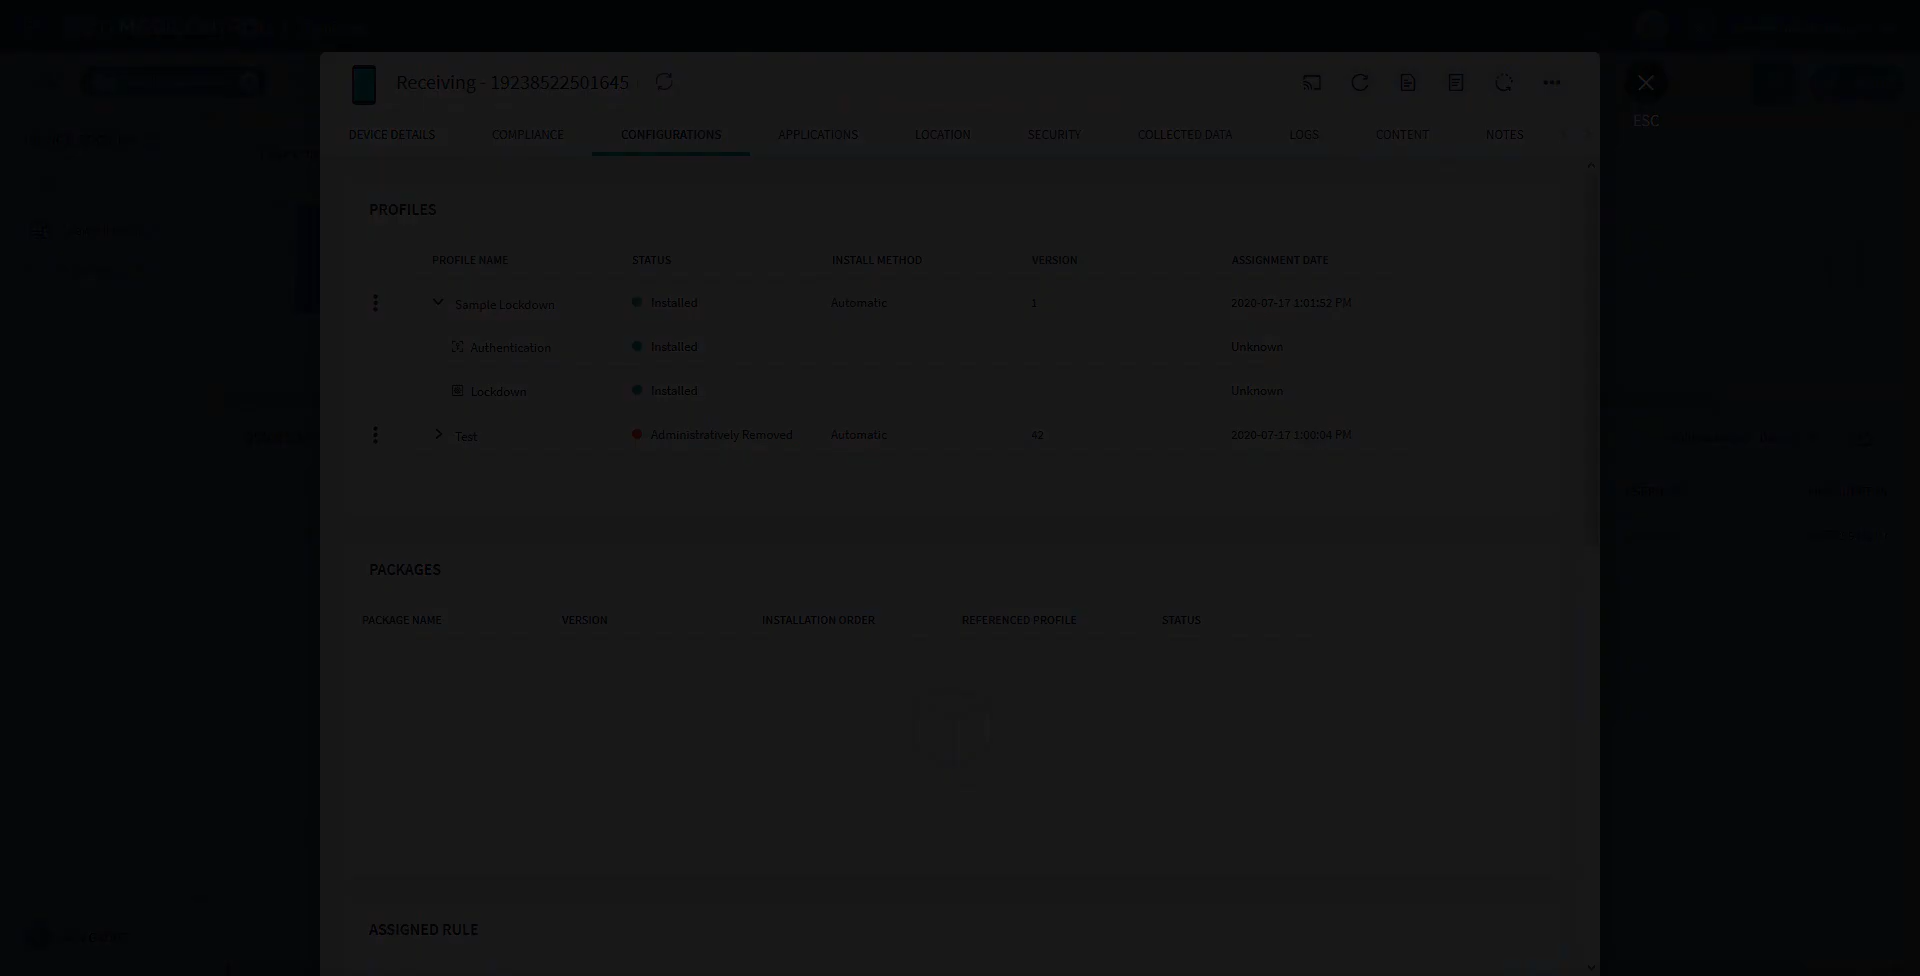 Receiving - 19238522501645
ESC
DEVICE DETAILS COMPLIANCE CONFIGURATIONS APPLICATIONS LOCATION SECURITY COLLECTED DATA LOGS CONTENT NOTES
PROFILES
PROFILE NAME STATUS INSTALL METHOD VERSION ASSIGNMENT DATE
Sample Lockdown Installed Automatic 1 2020-07-17 1:01:52 PM
Authentication Installed Unknown
Lockdown Installed Unknown
Test Administratively Removed Automatic 42 2020-07-17 1:00:04 PM
PACKAGES
PACKAGE NAME VERSION INSTALLATION ORDER REFERENCED PROFILE STATUS
ASSIGNED RULE